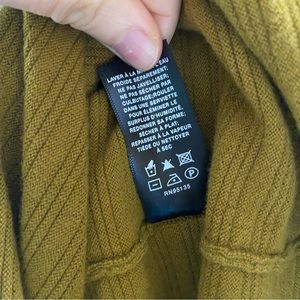 LAVER À LA MAIN À L'EAU
FROIDE SÉPARÉMENT;
NE PAS JAVELLISER;
NE PAS SÉCHER PAR
CULBUTAGE;ROULER
DANS UNE SERVIETTE
POUR ÉLIMINER LE
SURPLUS D'HUMIDITÉ,
REDONNER SA FORME;
SÉCHER À PLAT;
REPASSER À LA VAPEUR
TIÈDE OU NETTOYER
À SEC
P
RN95135